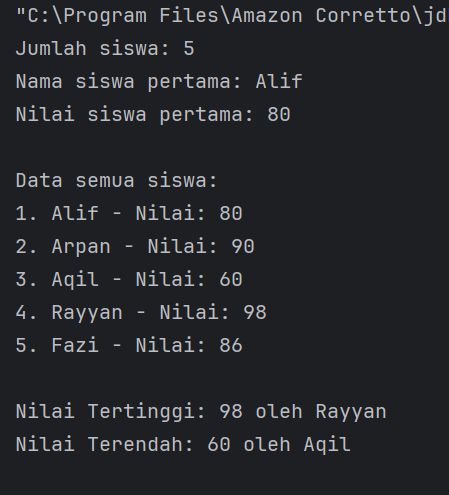 "C:\Program Files\Amazon Corretto\jd
Jumlah siswa: 5
Nama siswa pertama: Alif
Nilai siswa pertama: 80
Data semua siswa:
1. Alif - Nilai: 80
2. Arpan - Nilai: 90
3. Aqil - Nilai: 60
4. Rayyan - Nilai: 98
5. Fazi - Nilai: 86
Nilai Tertinggi: 98 oleh Rayyan
Nilai Terendah: 60 oleh Aqil